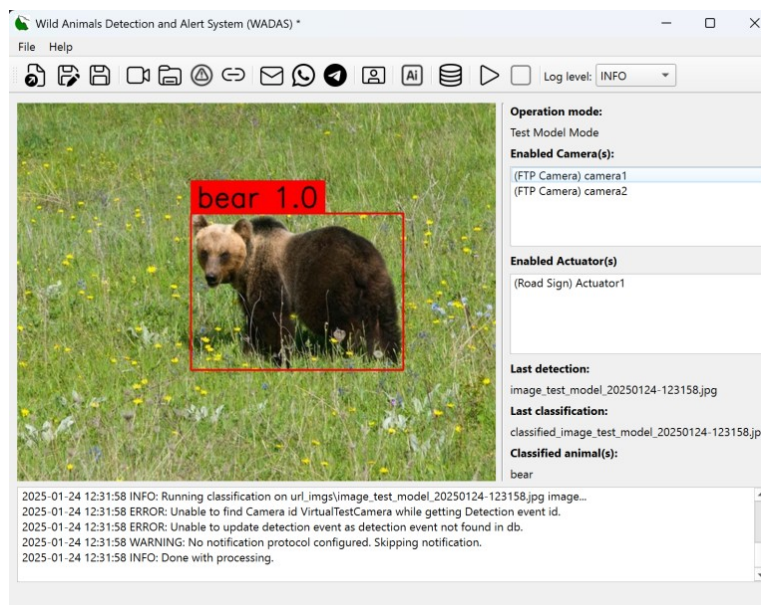 Wild Animals Detection and Alert System (WADAS) *
File Help
Ai
Log level: INFO
bear 1.0
Operation mode:
Test Model Mode
Enabled Camera(s):
(FTP Camera) camera1
(FTP Camera) camera2
Enabled Actuator(s)
(Road Sign) Actuator1
Last detection:
image_test_model_20250124-123158.jpg
Last classification:
classified_image_test_model_20250124-123158.jp
Classified animal(s):
bear
2025-01-24 12:31:58 INFO: Running classification on url_imgs\image_test_model_20250124-123158.jpg image...
2025-01-24 12:31:58 ERROR: Unable to find Camera id VirtualTestCamera while getting Detection event id.
2025-01-24 12:31:58 ERROR: Unable to update detection event as detection event not found in db.
2025-01-24 12:31:58 WARNING: No notification protocol configured. Skipping notification.
2025-01-24 12:31:58 INFO: Done with processing.